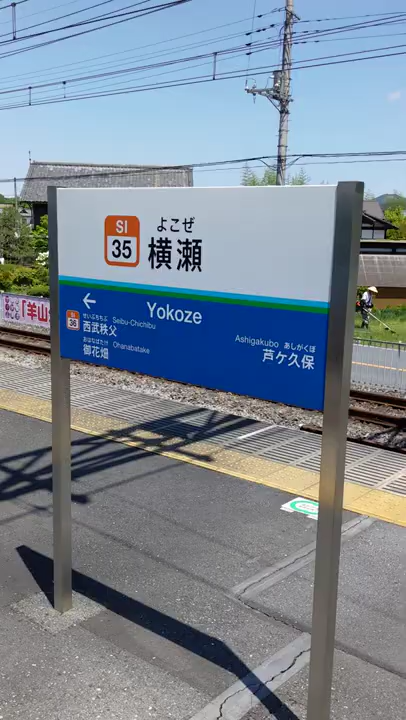 SI
35
よこぜ
横瀬
Yokoze
36
せいぶちちぶ
西武秩父 Seibu-Chichibu
おはなばたけ
御花畑 Ohanabatake
Ashigakubo あしがくぼ
芦ケ久保
羊山